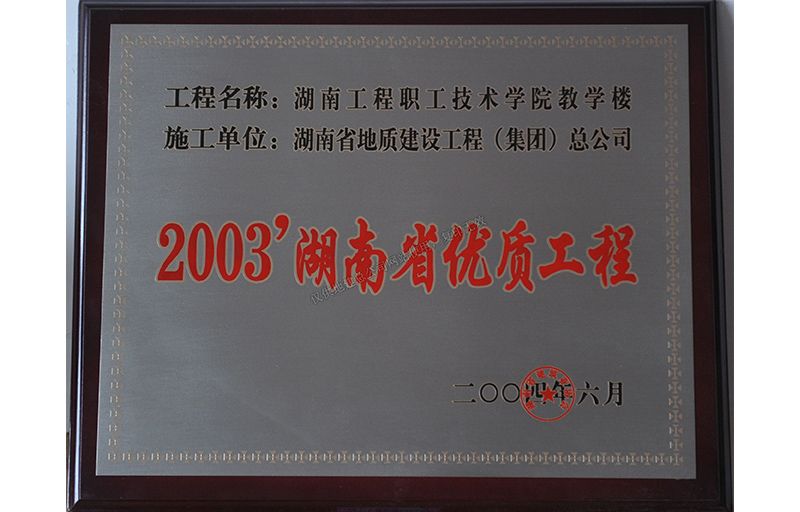 工程名称：湖南工程职工技术学院教学楼
施工单位：湖南省地质建设工程（集团）总公司
2003’湖南省优质工程
二〇〇四年六月